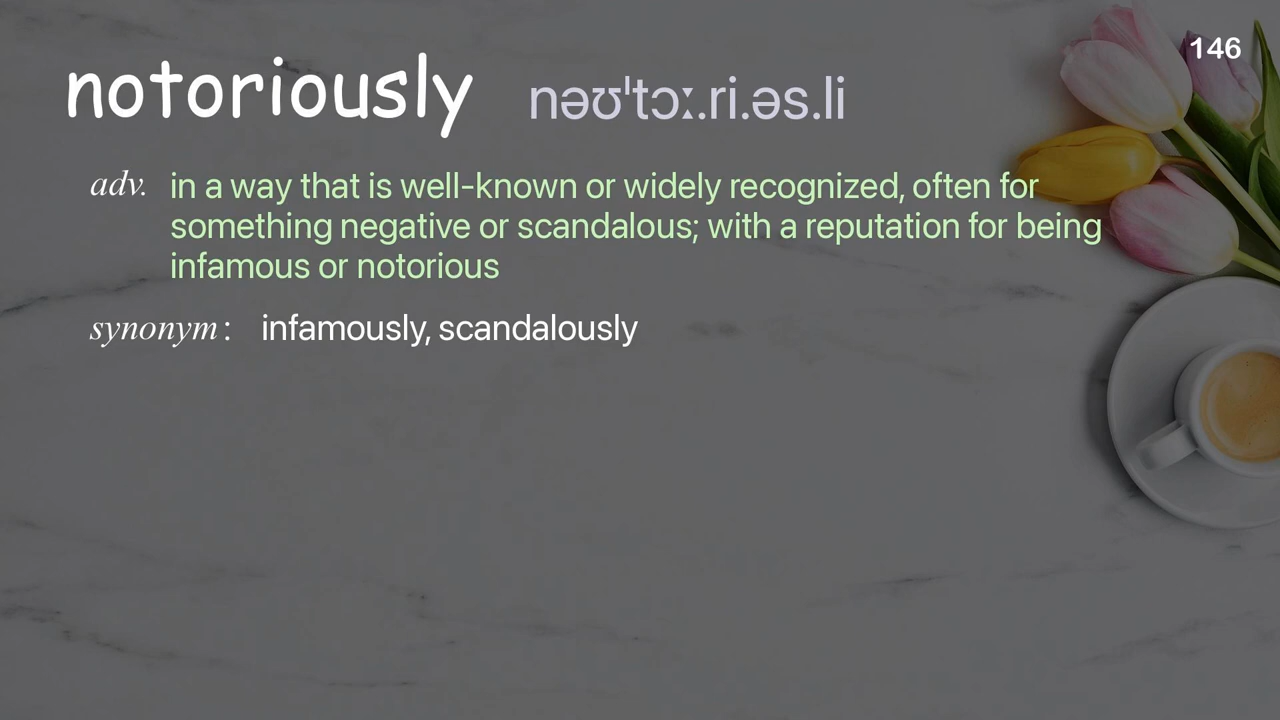 146
notoriously nəʊˈtɔː.ri.əs.li
adv. in a way that is well-known or widely recognized, often for
something negative or scandalous; with a reputation for being
infamous or notorious
synonym : infamously, scandalously